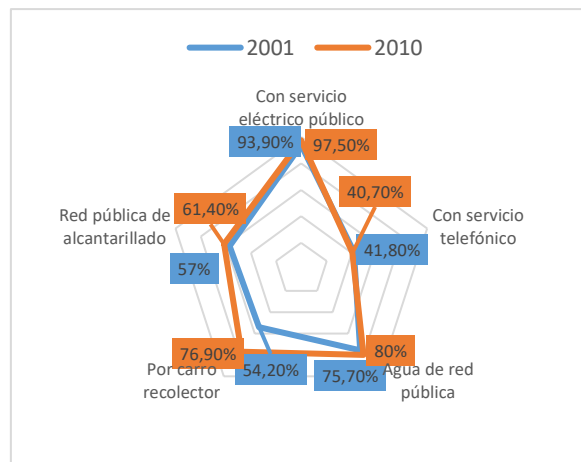 2001 2010
Con servicio
eléctrico público
93,90% 97,50%
40,70%
61,40%
Red pública de
alcantarillado
Con servicio
telefónico
41,80%
57%
76,90%
80%
54,20% 75,70%
Por carro
recolector
Agua de red
pública